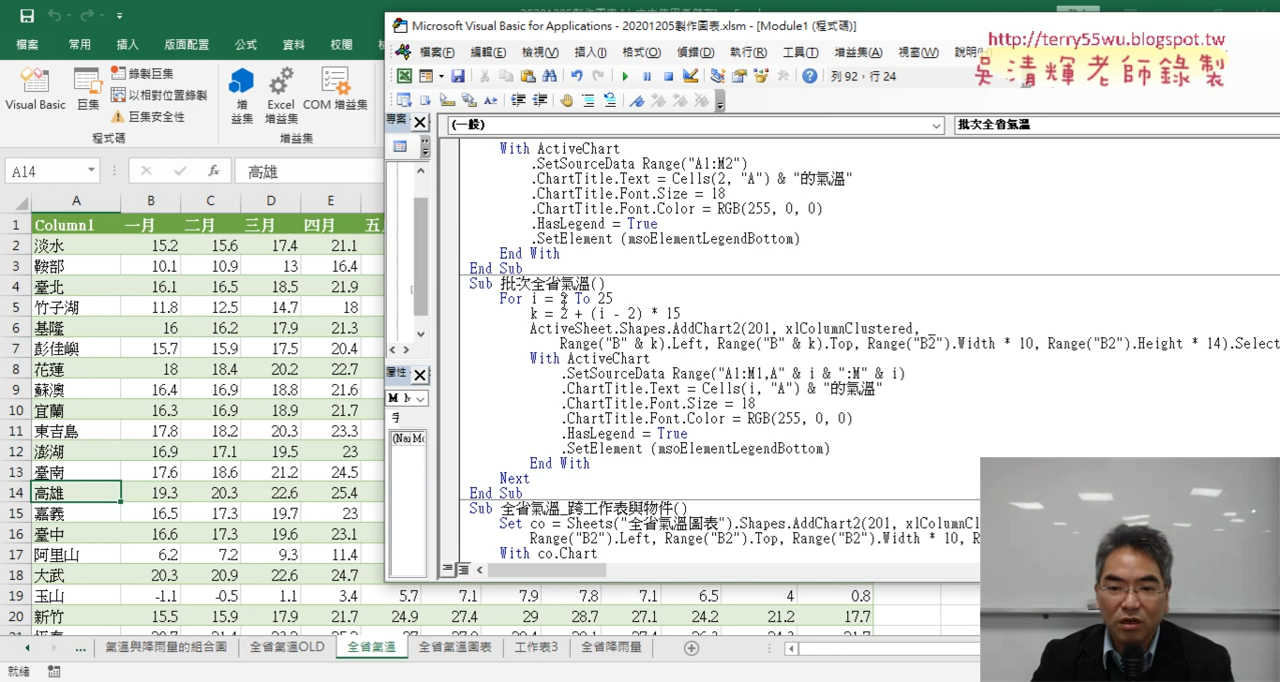 Microsoft Visual Basic for Applications - 20201205製作圖表.xlsm - [Module1 (程式碼)]
http://terry55wu.blogspot.tw
吳清輝老師錄製
檔案 常用 插入 版面配置 公式 資料 校閱
檔案(F) 編輯(E) 檢視(V) 插入(I) 格式(O) 偵錯(D) 執行(R) 工具(T) 增益集(A) 視窗(W)
列 92，行 24
錄製巨集
以相對位置錄製
巨集安全性
Visual Basic 巨集
增益集
Excel 增益集
COM 增益集
程式碼 增益集
專案
(一般) 批次全省氣溫
A14 fx 高雄
A B C D E
1 Column1 一月 二月 三月 四月
2 淡水 15.2 15.6 17.4 21.1
3 鞍部 10.1 10.9 13 16.4
4 臺北 16.1 16.5 18.5 21.9
5 竹子湖 11.8 12.5 14.7 18
6 基隆 16 16.2 17.9 21.3
7 彭佳嶼 15.7 15.9 17.5 20.4
8 花蓮 18 18.4 20.2 22.7
9 蘇澳 16.4 16.9 18.8 21.6
10 宜蘭 16.3 16.9 18.9 21.7
11 東吉島 17.8 18.2 20.3 23.3
12 澎湖 16.9 17.1 19.5 23
13 臺南 17.6 18.6 21.2 24.5
14 高雄 19.3 20.3 22.6 25.4
15 嘉義 16.5 17.3 19.7 23
16 臺中 16.6 17.3 19.6 23.1
17 阿里山 6.2 7.2 9.3 11.4
18 大武 20.3 20.9 22.6 24.7
19 玉山 -1.1 -0.5 1.1 3.4 5.7 7.1 7.9 7.8 7.1 6.5 4 0.8
20 新竹 15.5 15.9 17.9 21.7 24.9 27.4 29 28.7 27.1 24.2 21.2 17.7
With ActiveChart
.SetSourceData Range("A1:M2")
.ChartTitle.Text = Cells(2, "A") & "的氣溫"
.ChartTitle.Font.Size = 18
.ChartTitle.Font.Color = RGB(255, 0, 0)
.HasLegend = True
.SetElement (msoElementLegendBottom)
End With
End Sub
Sub 批次全省氣溫()
For i = 2 To 25
k = 2 + (i - 2) * 15
ActiveSheet.Shapes.AddChart2(201, xlColumnClustered, _
Range("B" & k).Left, Range("B" & k).Top, Range("B2").Width * 10, Range("B2").Height * 14).Select
With ActiveChart
.SetSourceData Range("A1:M1,A" & i & ":M" & i)
.ChartTitle.Text = Cells(i, "A") & "的氣溫"
.ChartTitle.Font.Size = 18
.ChartTitle.Font.Color = RGB(255, 0, 0)
.HasLegend = True
.SetElement (msoElementLegendBottom)
End With
Next
End Sub
Sub 全省氣溫_跨工作表與物件()
Set co = Sheets("全省氣溫圖表").Shapes.AddChart2(201, xlColumnClustered
Range("B2").Left, Range("B2").Top, Range("B2").Width * 10,
With co.Chart
... 氣溫與降雨量的組合圖 全省氣溫OLD 全省氣溫 全省氣溫圖表 工作表3 全省降雨量
就緒